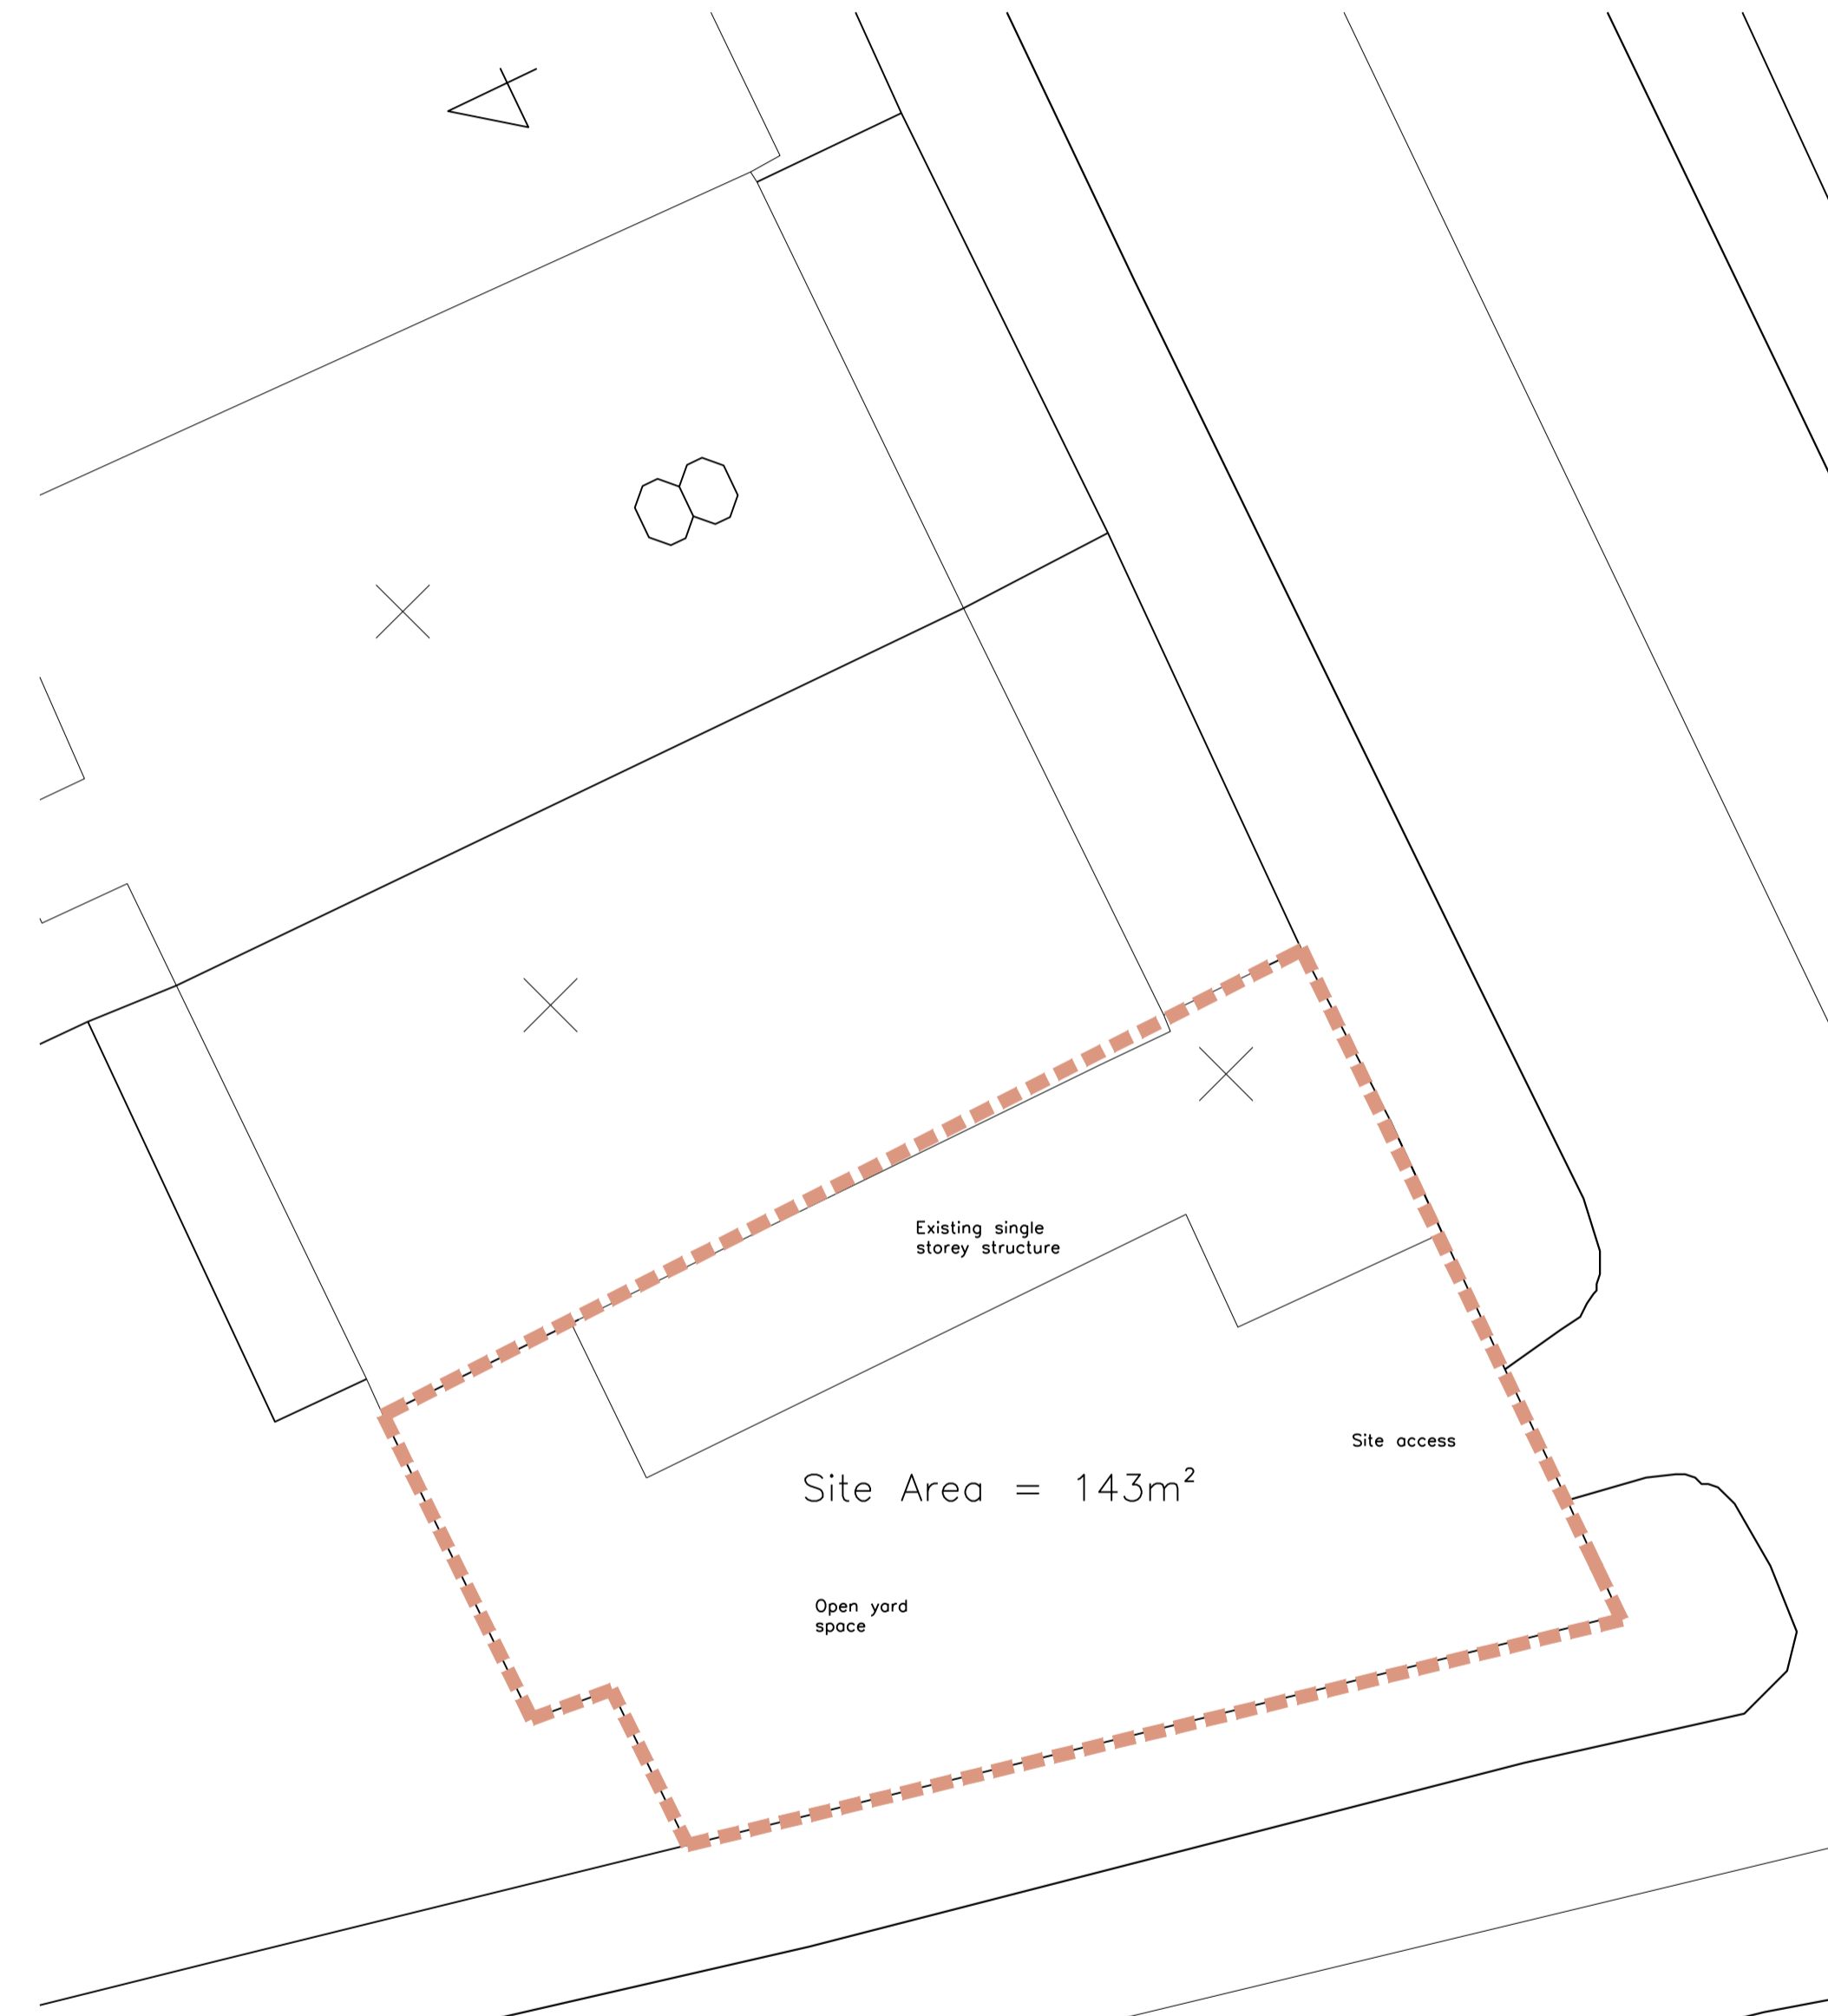 Existing single
storey structure
Site access
Site Area = 143m²
Open yard
space